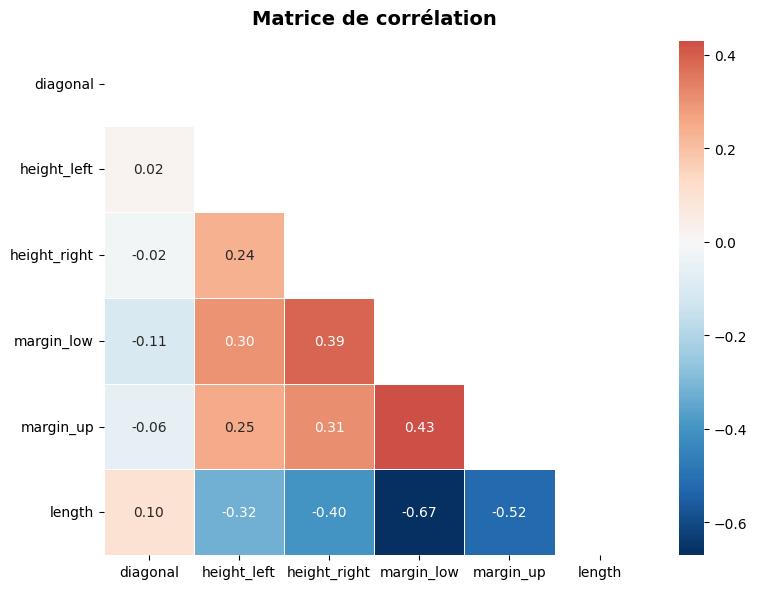 Matrice de corrélation
diagonal
height_left
0.02
height_right
-0.02 0.24
margin_low
-0.11 0.30 0.39
margin_up
-0.06 0.25 0.31 0.43
length
0.10 -0.32 -0.40 -0.67 -0.52
diagonal height_left height_right margin_low margin_up length
0.4
0.2
0.0
−0.2
−0.4
−0.6